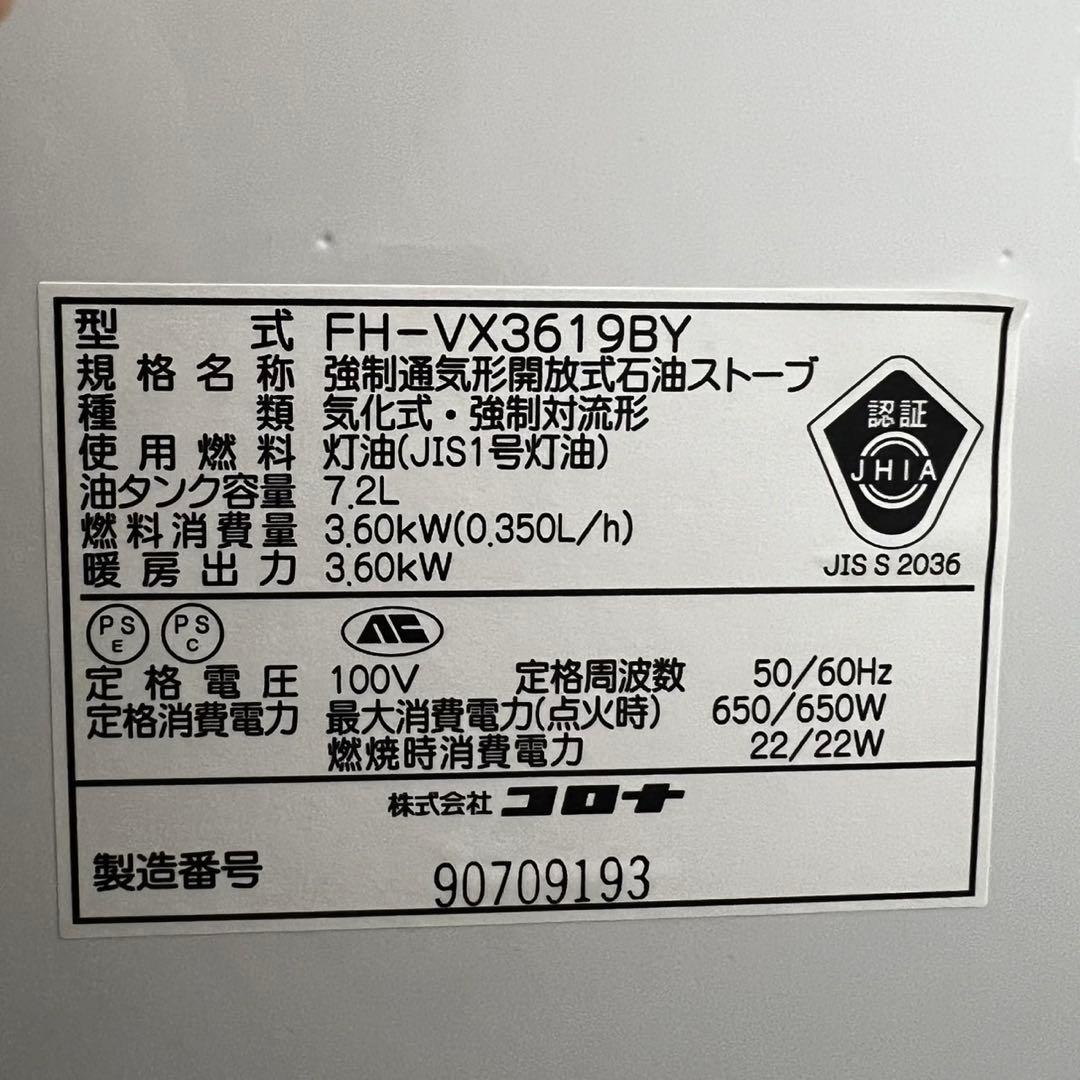 型式 FH-VX3619BY
規格名称 強制通気形開放式石油ストーブ
種類 気化式・強制対流形
使用燃料 灯油(JIS1号灯油)
油タンク容量 7.2L
燃料消費量 3.60kW(0.350L/h)
暖房出力 3.60kW
認証
JHIA
JIS S 2036
PS E PS C
定格電圧 100V 定格周波数 50/60Hz
定格消費電力 最大消費電力(点火時) 650/650W
燃焼時消費電力 22/22W
株式会社 コロナ
製造番号 90709193